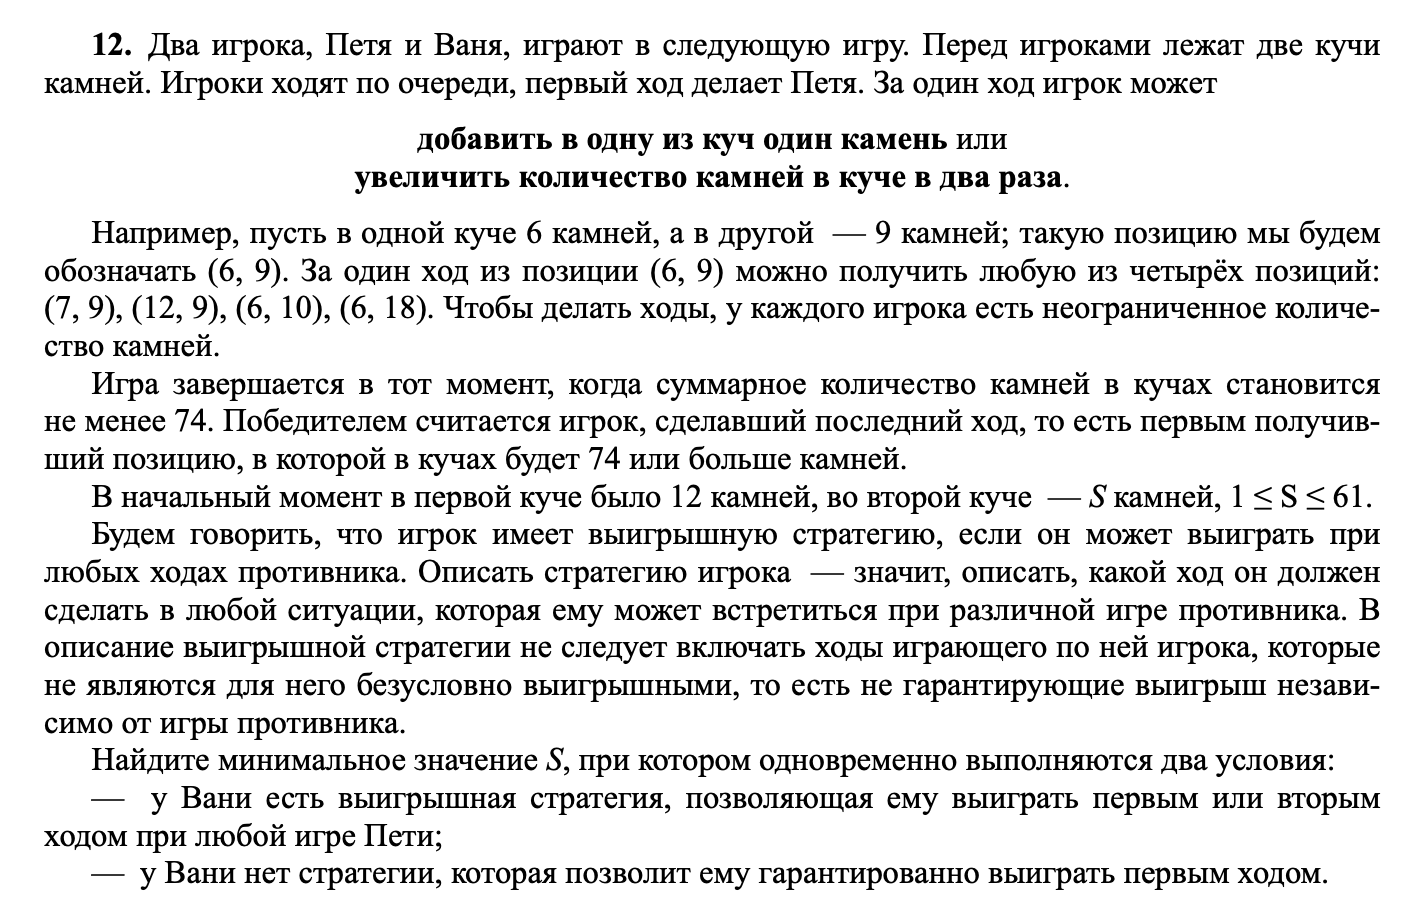 12. Два игрока, Петя и Ваня, играют в следующую игру. Перед игроками лежат две кучи
камней. Игроки ходят по очереди, первый ход делает Петя. За один ход игрок может
добавить в одну из куч один камень или
увеличить количество камней в куче в два раза.
Например, пусть в одной куче 6 камней, а в другой — 9 камней; такую позицию мы будем
обозначать (6, 9). За один ход из позиции (6, 9) можно получить любую из четырёх позиций:
(7, 9), (12, 9), (6, 10), (6, 18). Чтобы делать ходы, у каждого игрока есть неограниченное количе-
ство камней.
Игра завершается в тот момент, когда суммарное количество камней в кучах становится
не менее 74. Победителем считается игрок, сделавший последний ход, то есть первым получив-
ший позицию, в которой в кучах будет 74 или больше камней.
В начальный момент в первой куче было 12 камней, во второй куче — S камней, 1 ≤ S ≤ 61.
Будем говорить, что игрок имеет выигрышную стратегию, если он может выиграть при
любых ходах противника. Описать стратегию игрока — значит, описать, какой ход он должен
сделать в любой ситуации, которая ему может встретиться при различной игре противника. В
описание выигрышной стратегии не следует включать ходы играющего по ней игрока, которые
не являются для него безусловно выигрышными, то есть не гарантирующие выигрыш незави-
симо от игры противника.
Найдите минимальное значение S, при котором одновременно выполняются два условия:
— у Вани есть выигрышная стратегия, позволяющая ему выиграть первым или вторым
ходом при любой игре Пети;
— у Вани нет стратегии, которая позволит ему гарантированно выиграть первым ходом.